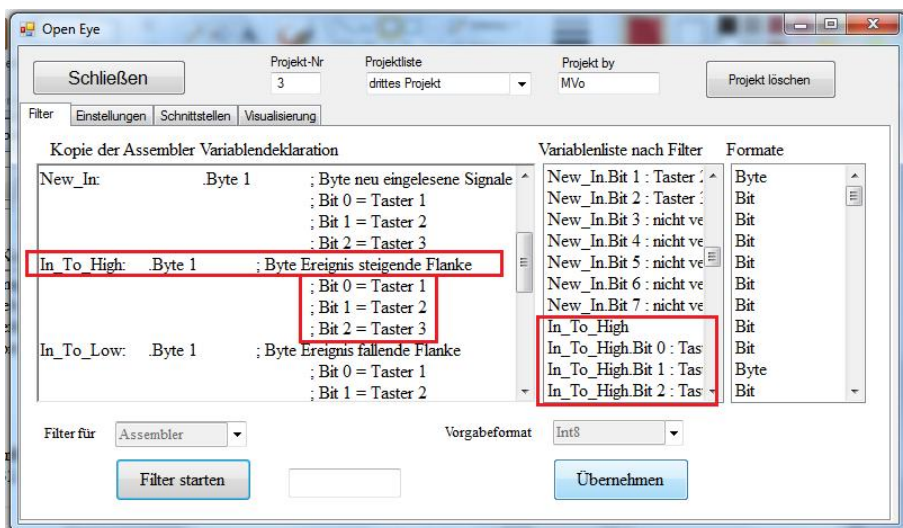 Open Eye
Projekt-Nr
Projektliste
Projekt by
Schließen
3
drittes Projekt
MVo
Projekt löschen
Filter
Einstellungen
Schnittstellen
Visualisierung
Kopie der Assembler Variablendeklaration
New_In: .Byte 1 ; Byte neu eingelesene Signale
; Bit 0 = Taster 1
; Bit 1 = Taster 2
; Bit 2 = Taster 3
In_To_High: .Byte 1 ; Byte Ereignis steigende Flanke
; Bit 0 = Taster 1
; Bit 1 = Taster 2
; Bit 2 = Taster 3
In_To_Low: .Byte 1 ; Byte Ereignis fallende Flanke
; Bit 0 = Taster 1
; Bit 1 = Taster 2
Variablenliste nach Filter
New_In.Bit 1 : Taster
New_In.Bit 2 : Taster
New_In.Bit 3 : nicht ve
New_In.Bit 4 : nicht ve
New_In.Bit 5 : nicht ve
New_In.Bit 6 : nicht ve
New_In.Bit 7 : nicht ve
In_To_High
In_To_High.Bit 0 : Tas
In_To_High.Bit 1 : Tas
In_To_High.Bit 2 : Tas
Formate
Byte
Bit
Bit
Bit
Bit
Bit
Bit
Bit
Bit
Byte
Bit
Filter für
Assembler
Vorgabeformat
Int8
Filter starten
Übernehmen